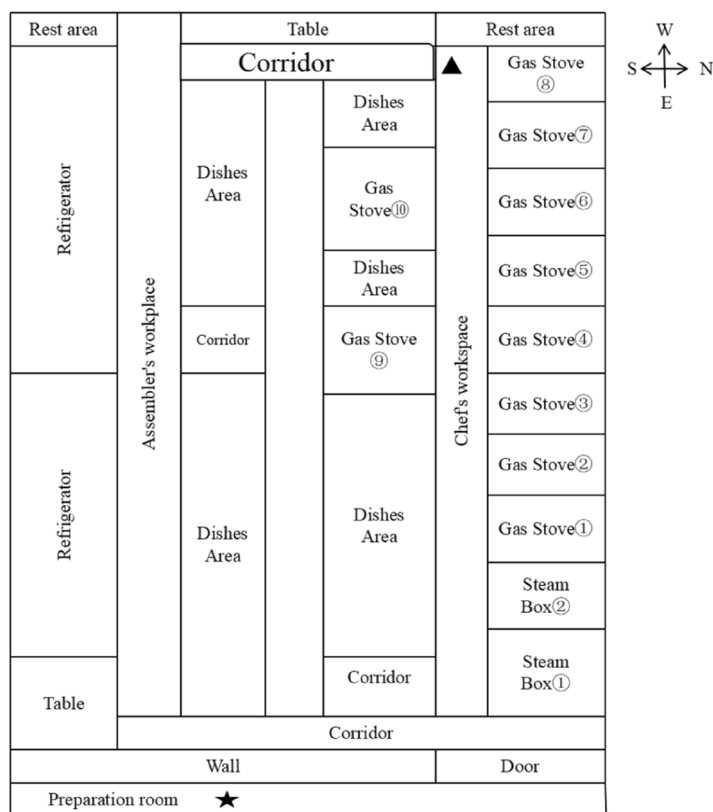 Rest area
Table
Rest area
W
S
N
E
Corridor
Gas Stove
⑧
Dishes
Area
Gas Stove⑦
Refrigerator
Assembler's workplace
Dishes
Area
Gas
Stove⑩
Gas Stove⑥
Dishes
Area
Gas Stove⑤
Corridor
Gas Stove
⑨
Chef's workspace
Gas Stove④
Gas Stove③
Refrigerator
Dishes
Area
Dishes
Area
Gas Stove②
Gas Stove①
Steam
Box②
Table
Corridor
Steam
Box①
Corridor
Wall
Door
Preparation room